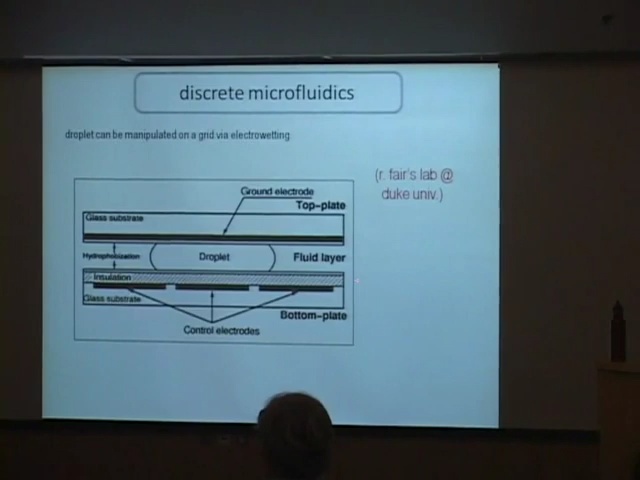 discrete microfluidics
droplet can be manipulated on a grid via electrowetting
(r. fair's lab @
duke univ.)
Ground electrode
Top-plate
Glass substrate
Hydrophobization
Droplet
Fluid layer
Insulation
Glass substrate
Bottom-plate
Control electrodes